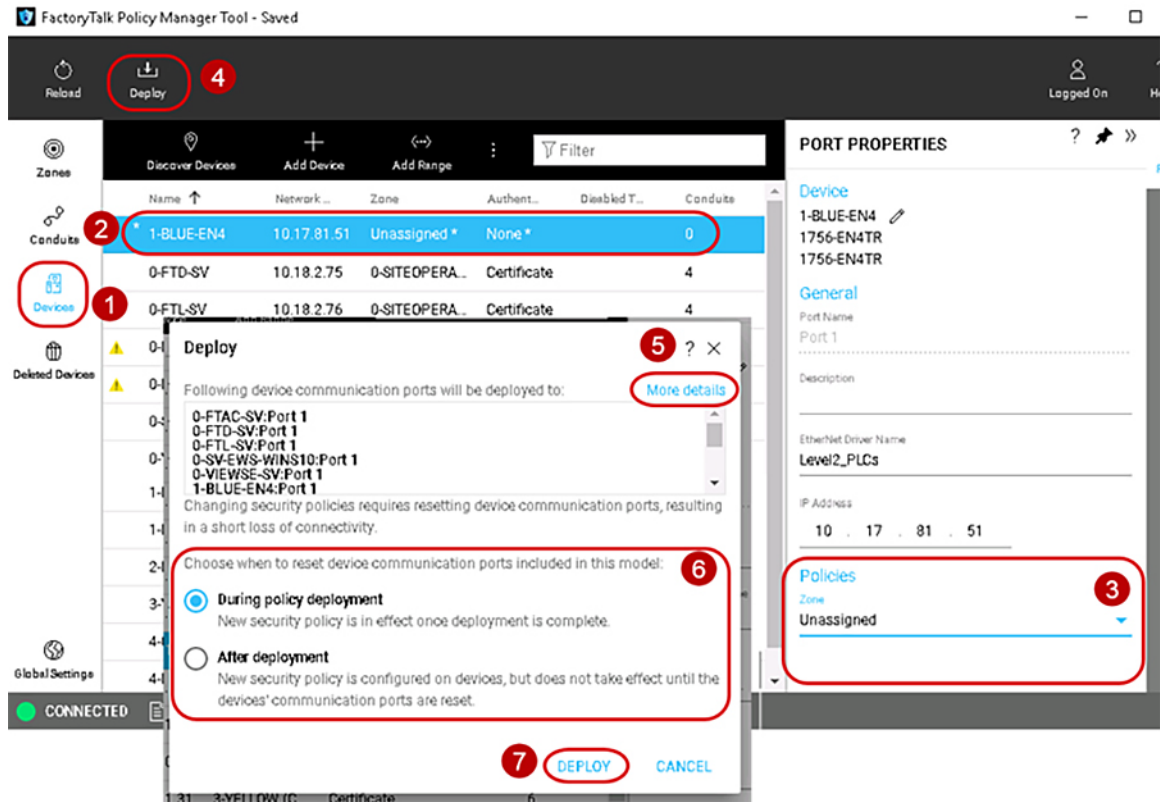 FactoryTalk Policy Manager Tool - Saved
Reload
Deploy
4
Logged On
Zones
Conduits
1
Devices
Deleted Devices
Global Settings
CONNECTED
Discover Devices
Add Device
Add Range
Filter
Name Network ... Zone Authent... Disabled T... Conduits
2
* 1-BLUE-EN4 10.17.81.51 Unassigned * None * 0
0-FTD-SV 10.18.2.75 0-SITEOPERA... Certificate 4
0-FTL-SV 10.18.2.76 0-SITEOPERA... Certificate 4
Deploy
5
?
Following device communication ports will be deployed to:
More details
0-FTAC-SV:Port 1
0-FTD-SV:Port 1
0-FTL-SV:Port 1
0-SV-EWS-WINS10:Port 1
0-VIEWSE-SV:Port 1
1-BLUE-EN4:Port 1
Changing security policies requires resetting device communication ports, resulting
in a short loss of connectivity.
Choose when to reset device communication ports included in this model:
6
During policy deployment
New security policy is in effect once deployment is complete.
After deployment
New security policy is configured on devices, but does not take effect until the
devices' communication ports are reset.
7
DEPLOY
CANCEL
1.31 3-YELLOW (C Certificate 6
PORT PROPERTIES
?
Device
1-BLUE-EN4
1756-EN4TR
1756-EN4TR
General
Port Name
Port 1
Description
EtherNet Driver Name
Level2_PLCs
IP Address
10 . 17 . 81 . 51
Policies
3
Zone
Unassigned